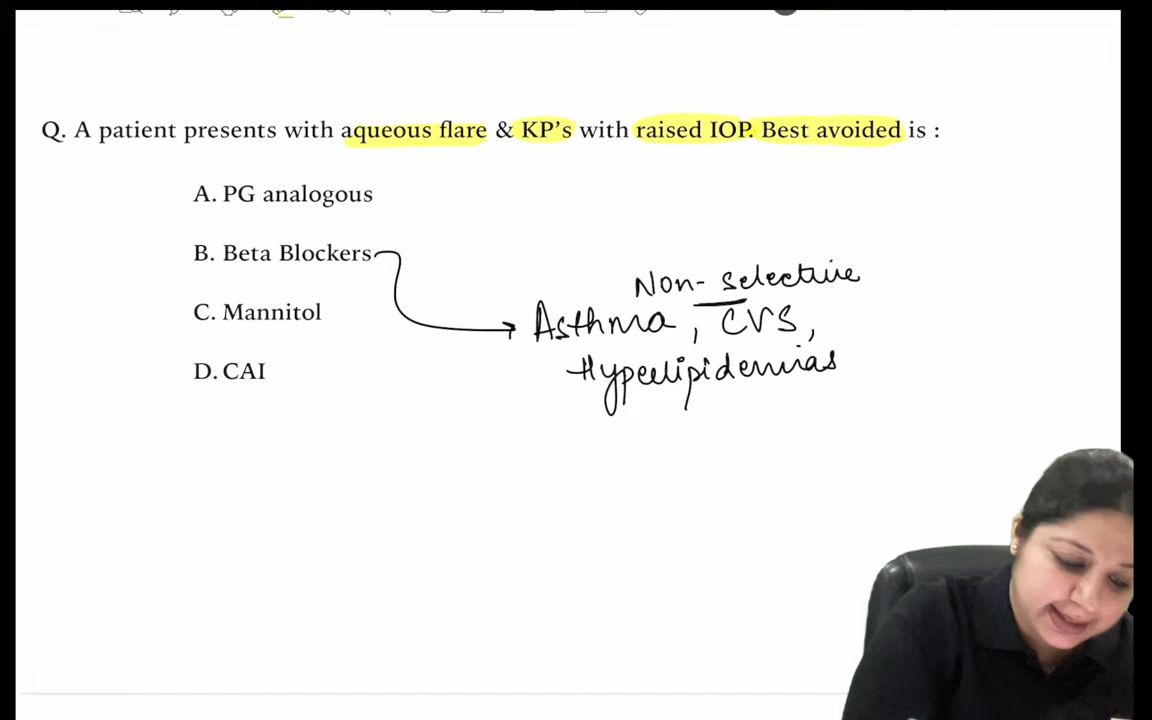 Q. A patient presents with aqueous flare & KP's with raised IOP. Best avoided is :
A. PG analogous
B. Beta Blockers
C. Mannitol
D. CAI
Non-selective
Asthma, CVS,
Hyperlipidemias